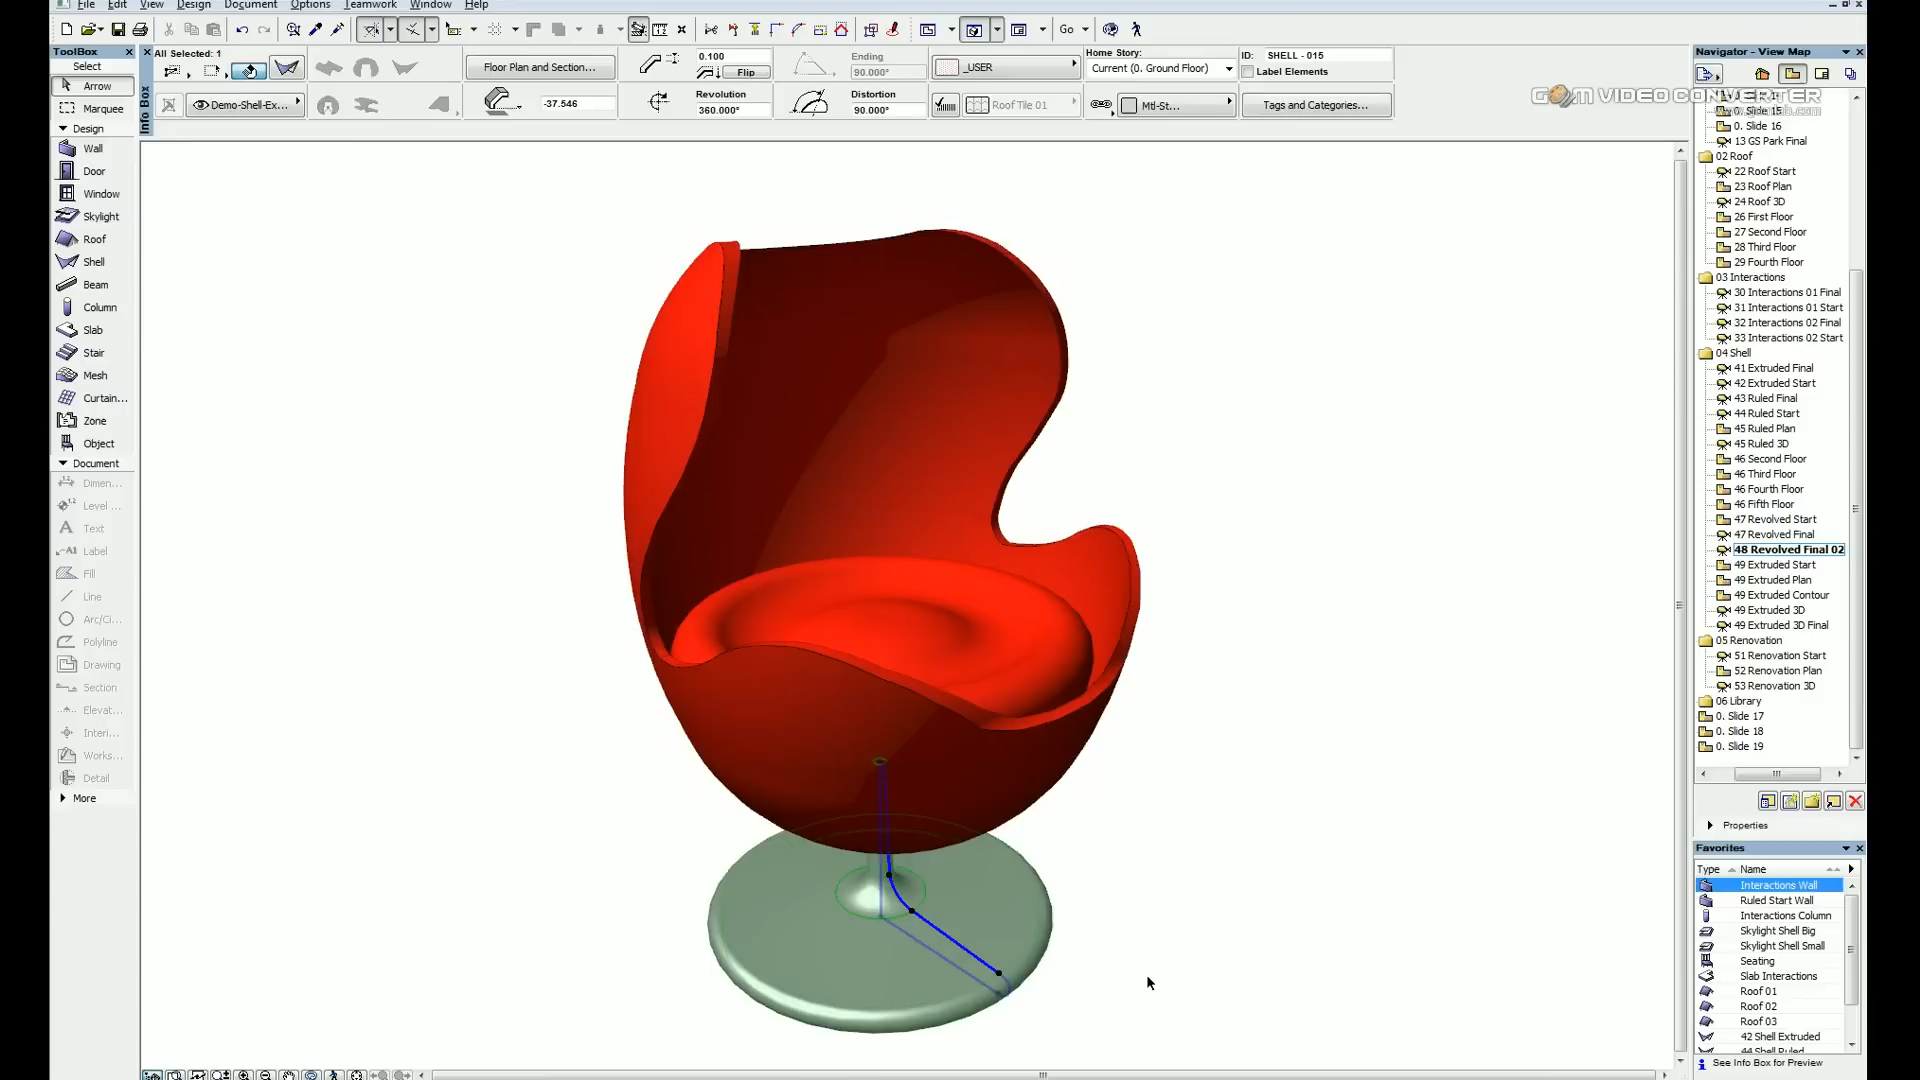 File Edit View Design Document Options Teamwork Window Help
Go
ToolBox
Select
Arrow
Marquee
Design
Wall
Door
Window
Skylight
Roof
Shell
Beam
Column
Slab
Stair
Mesh
Curtain...
Zone
Object
Document
Dimen...
Level ...
Text
Label
Fill
Line
Arc/Ci...
Polyline
Drawing
Section
Elevat...
Interi...
Works...
Detail
More
Info Box
All Selected: 1
Demo-Shell-Ex...
Floor Plan and Section...
-37.546
0.100
Flip
Revolution
360.000°
Ending
90.000°
Distortion
90.000°
_USER
Roof Tile 01
Home Story:
Current (0. Ground Floor)
Mtl-St...
ID: SHELL - 015
Label Elements
Tags and Categories...
GOM VIDEO CONVERTER
Navigator - View Map
0. Slide 15
0. Slide 16
13 GS Park Final
02 Roof
22 Roof Start
23 Roof Plan
24 Roof 3D
26 First Floor
27 Second Floor
28 Third Floor
29 Fourth Floor
03 Interactions
30 Interactions 01 Final
31 Interactions 01 Start
32 Interactions 02 Final
33 Interactions 02 Start
04 Shell
41 Extruded Final
42 Extruded Start
43 Ruled Final
44 Ruled Start
45 Ruled Plan
45 Ruled 3D
46 Second Floor
46 Third Floor
46 Fourth Floor
46 Fifth Floor
47 Revolved Start
47 Revolved Final
48 Revolved Final 02
49 Extruded Start
49 Extruded Plan
49 Extruded Contour
49 Extruded 3D
49 Extruded 3D Final
05 Renovation
51 Renovation Start
52 Renovation Plan
53 Renovation 3D
06 Library
0. Slide 17
0. Slide 18
0. Slide 19
Properties
Favorites
Type Name
Interactions Wall
Ruled Start Wall
Interactions Column
Skylight Shell Big
Skylight Shell Small
Seating
Slab Interactions
Roof 01
Roof 02
Roof 03
42 Shell Extruded
44 Shell Ruled
See Info Box for Preview